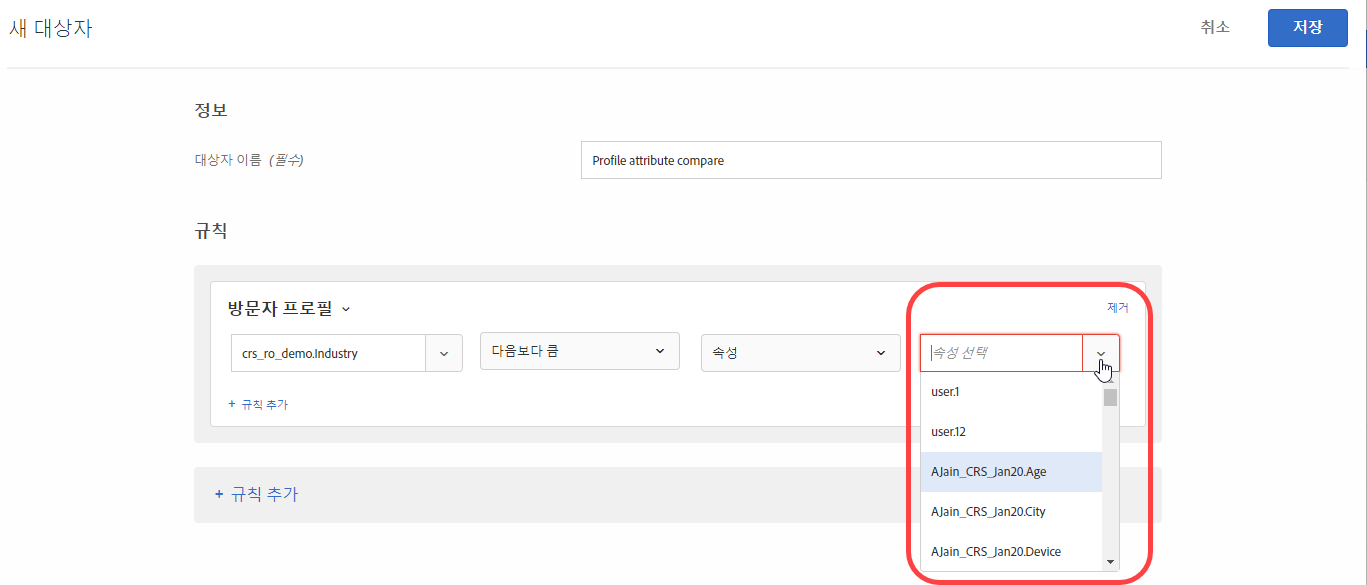 새 대상자
취소
저장
정보
대상자 이름 (필수)
Profile attribute compare
규칙
방문자 프로필
제거
crs_ro_demo.Industry
다음보다 큼
속성
속성 선택
+ 규칙 추가
user.1
user.12
AJain_CRS_Jan20.Age
AJain_CRS_Jan20.City
AJain_CRS_Jan20.Device
+ 규칙 추가